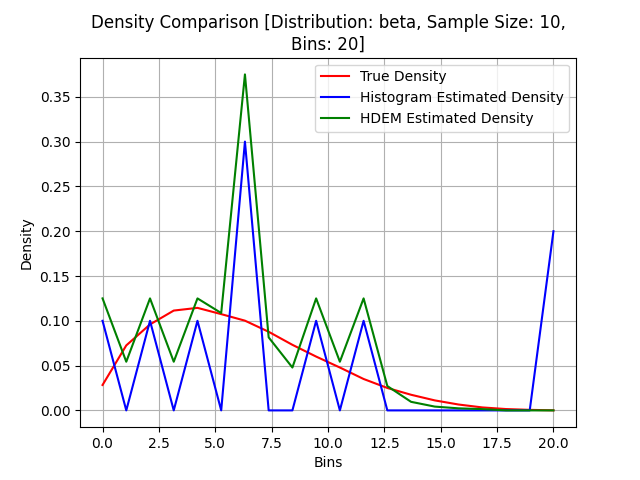 Density Comparison [Distribution: beta, Sample Size: 10,
Bins: 20]
True Density
Histogram Estimated Density
HDEM Estimated Density
Density
0.35
0.30
0.25
0.20
0.15
0.10
0.05
0.00
0.0 2.5 5.0 7.5 10.0 12.5 15.0 17.5 20.0
Bins